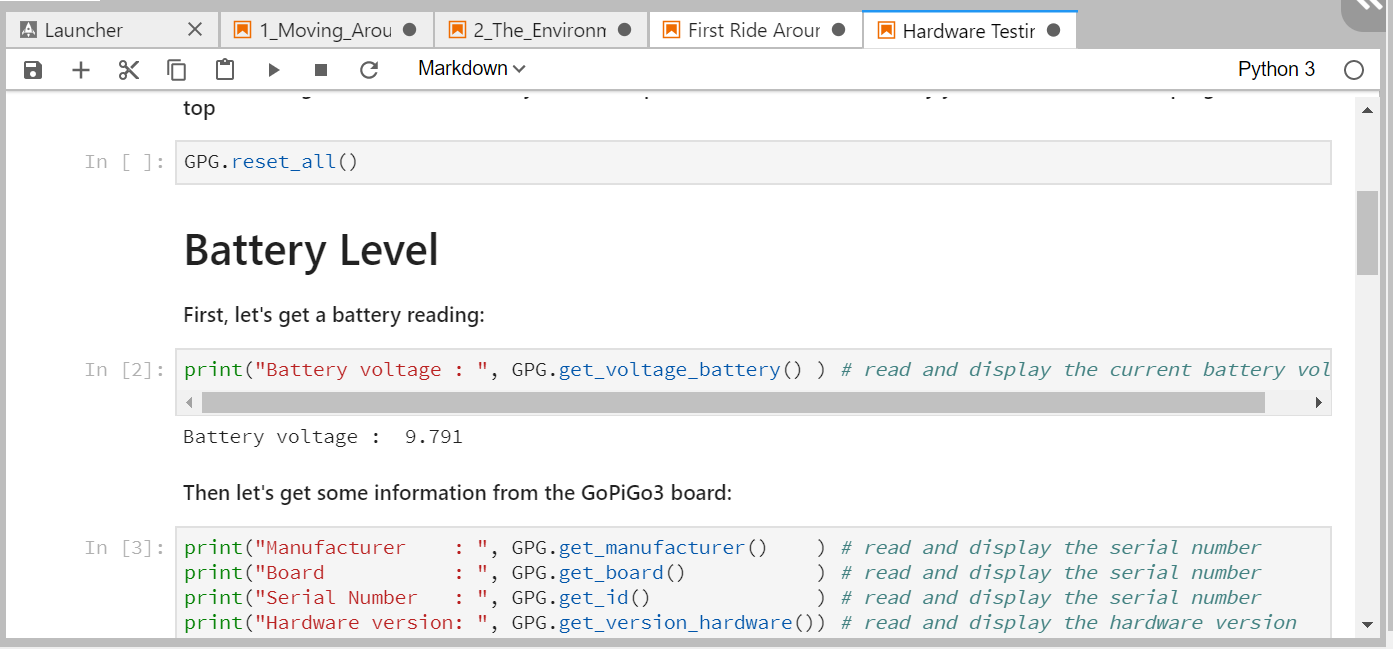 Launcher
1_Moving_Arou
2_The_Environm
First Ride Arour
Hardware Testin
Markdown
Python 3
top
In [ ]:
GPG.reset_all()
Battery Level
First, let's get a battery reading:
In [2]:
print("Battery voltage : ", GPG.get_voltage_battery() ) # read and display the current battery vol
Battery voltage :  9.791
Then let's get some information from the GoPiGo3 board:
In [3]:
print("Manufacturer    : ", GPG.get_manufacturer()    ) # read and display the serial number
print("Board           : ", GPG.get_board()           ) # read and display the serial number
print("Serial Number   : ", GPG.get_id()              ) # read and display the serial number
print("Hardware version: ", GPG.get_version_hardware()) # read and display the hardware version